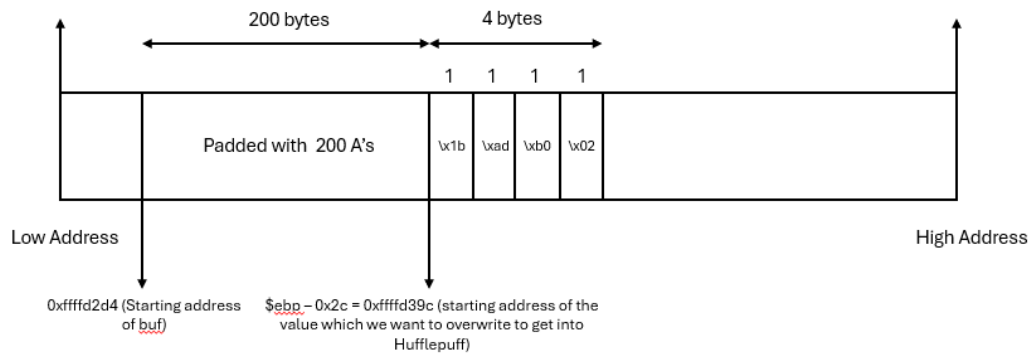 200 bytes
4 bytes
1 1 1 1
Padded with 200 A’s
\x1b \xad \xb0 \x02
Low Address
High Address
0xffffd2d4 (Starting address
of buf)
$ebp – 0x2c = 0xffffd39c (starting address of the
value which we want to overwrite to get into
Hufflepuff)